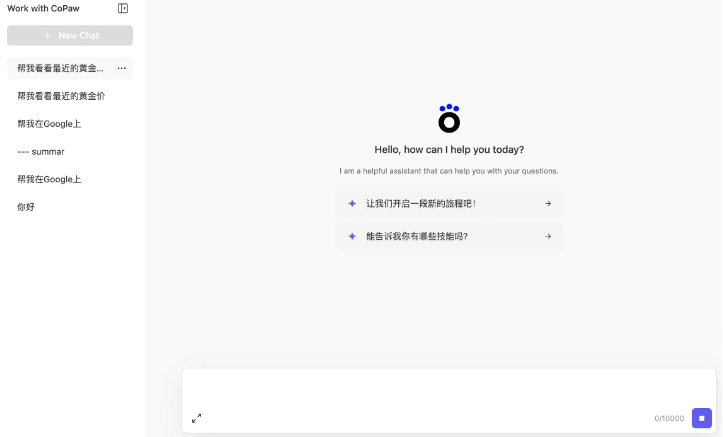 Work with CoPaw
New Chat
帮我看看最近的黄金...
帮我看看最近的黄金价
帮我在Google上
--- summar
帮我在Google上
你好
Hello, how can I help you today?
I am a helpful assistant that can help you with your questions.
让我们开启一段新的旅程吧！
能告诉我你有哪些技能吗?
0/10000